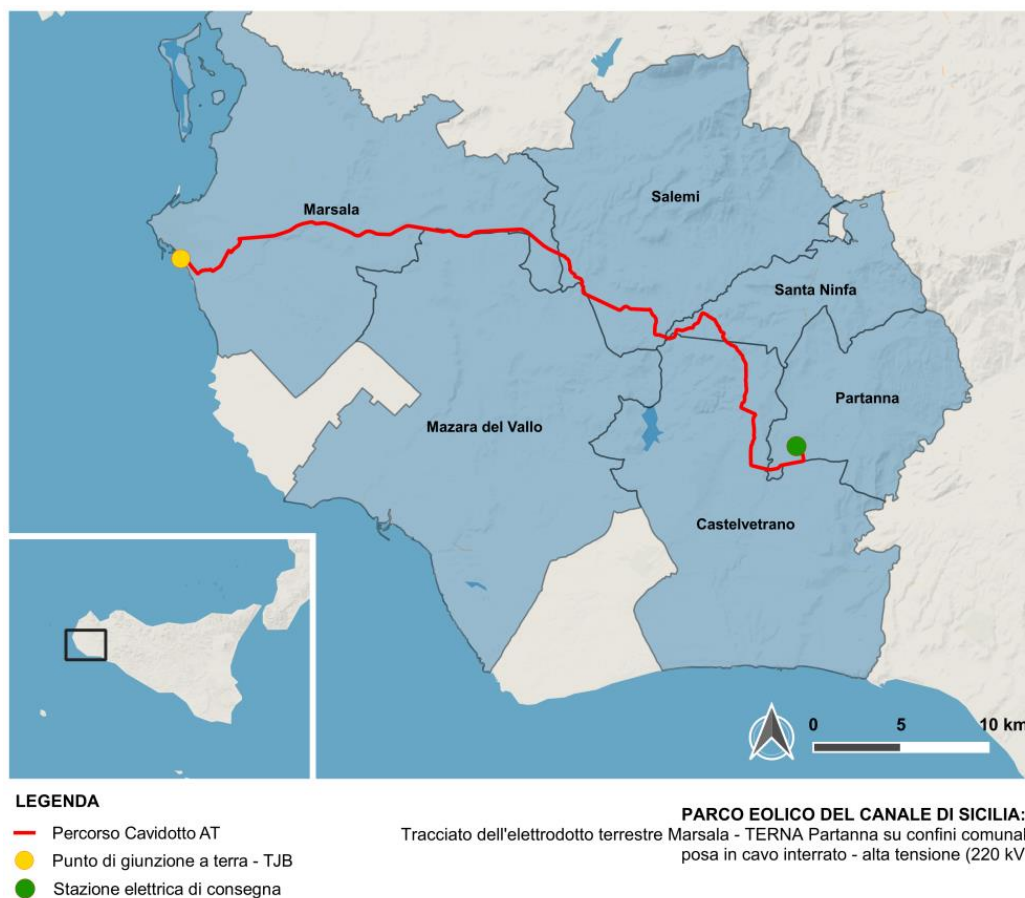 Marsala
Salemi
Santa Ninfa
Partanna
Mazara del Vallo
Castelvetrano
0 5 10 km
LEGENDA
Percorso Cavidotto AT
Punto di giunzione a terra - TJB
Stazione elettrica di consegna
PARCO EOLICO DEL CANALE DI SICILIA:
Tracciato dell'elettrodotto terrestre Marsala - TERNA Partanna su confini comunal
posa in cavo interrato - alta tensione (220 kV